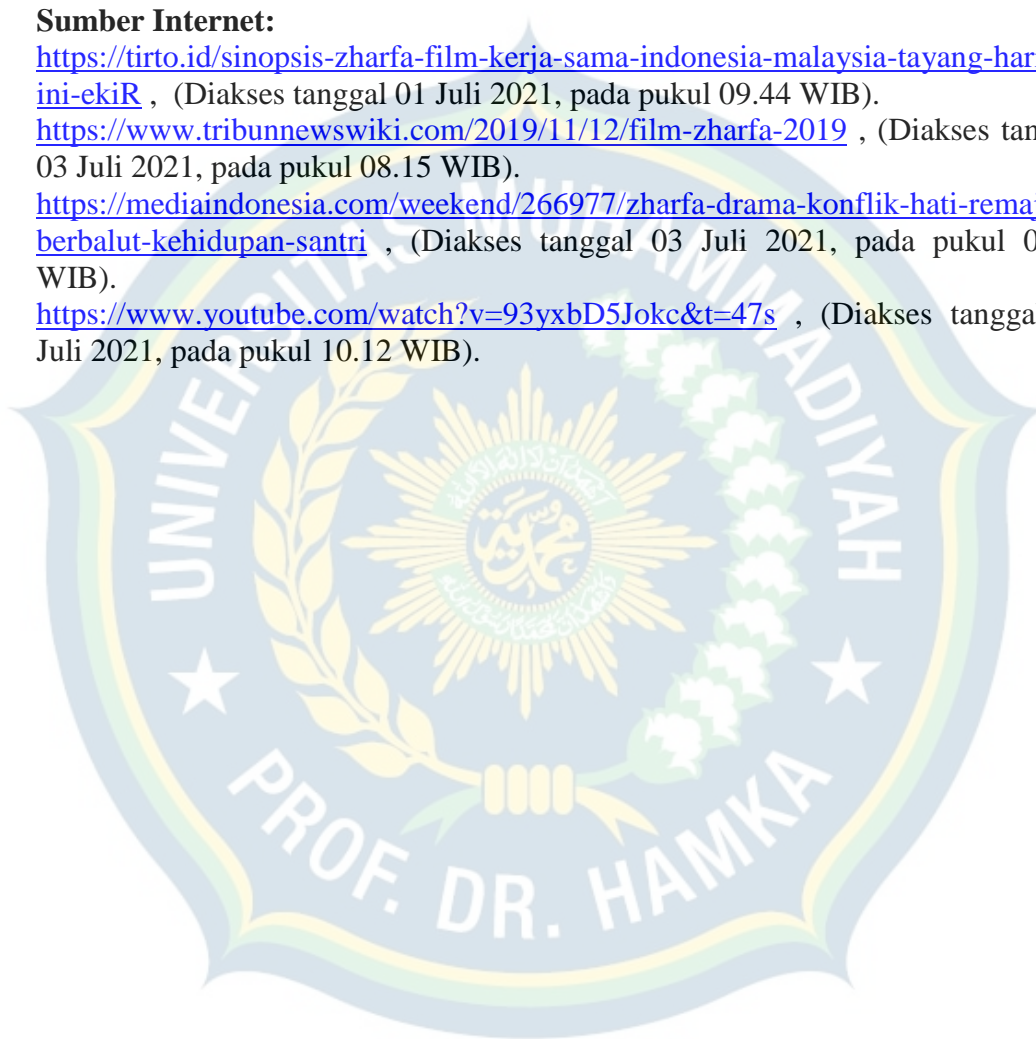 Sumber Internet:
https://tirto.id/sinopsis-zharfa-film-kerja-sama-indonesia-malaysia-tayang-har
ini-ekiR , (Diakses tanggal 01 Juli 2021, pada pukul 09.44 WIB).
https://www.tribunnewswiki.com/2019/11/12/film-zharfa-2019 , (Diakses tan
03 Juli 2021, pada pukul 08.15 WIB).
https://mediaindonesia.com/weekend/266977/zharfa-drama-konflik-hati-remaj
berbalut-kehidupan-santri , (Diakses tanggal 03 Juli 2021, pada pukul 0
WIB).
https://www.youtube.com/watch?v=93yxbD5Jokc&t=47s , (Diakses tangga
Juli 2021, pada pukul 10.12 WIB).
UNIVERSITAS MUHAMMADIYAH
PROF. DR. HAMKA